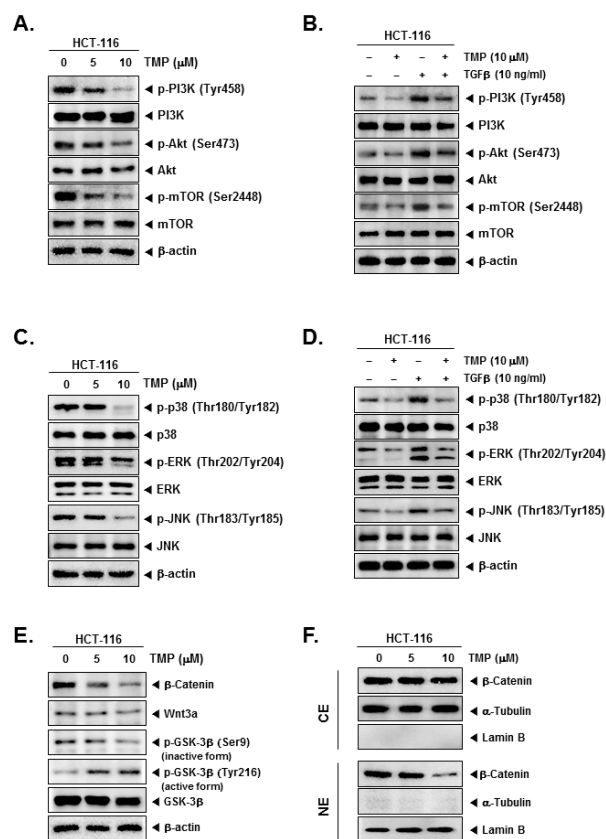 A.
HCT-116
0 5 10 TMP (µM)
p-PI3K (Tyr458)
PI3K
p-Akt (Ser473)
Akt
p-mTOR (Ser2448)
mTOR
β-actin
B.
HCT-116
– + – + TMP (10 µM)
– – + + TGFβ (10 ng/ml)
p-PI3K (Tyr458)
PI3K
p-Akt (Ser473)
Akt
p-mTOR (Ser2448)
mTOR
β-actin
C.
HCT-116
0 5 10 TMP (µM)
p-p38 (Thr180/Tyr182)
p38
p-ERK (Thr202/Tyr204)
ERK
p-JNK (Thr183/Tyr185)
JNK
β-actin
D.
HCT-116
– + – + TMP (10 µM)
– – + + TGFβ (10 ng/ml)
p-p38 (Thr180/Tyr182)
p38
p-ERK (Thr202/Tyr204)
ERK
p-JNK (Thr183/Tyr185)
JNK
β-actin
E.
HCT-116
0 5 10 TMP (µM)
β-Catenin
Wnt3a
p-GSK-3β (Ser9)
(inactive form)
p-GSK-3β (Tyr216)
(active form)
GSK-3β
β-actin
F.
HCT-116
0 5 10 TMP (µM)
CE
β-Catenin
α-Tubulin
Lamin B
NE
β-Catenin
α-Tubulin
Lamin B